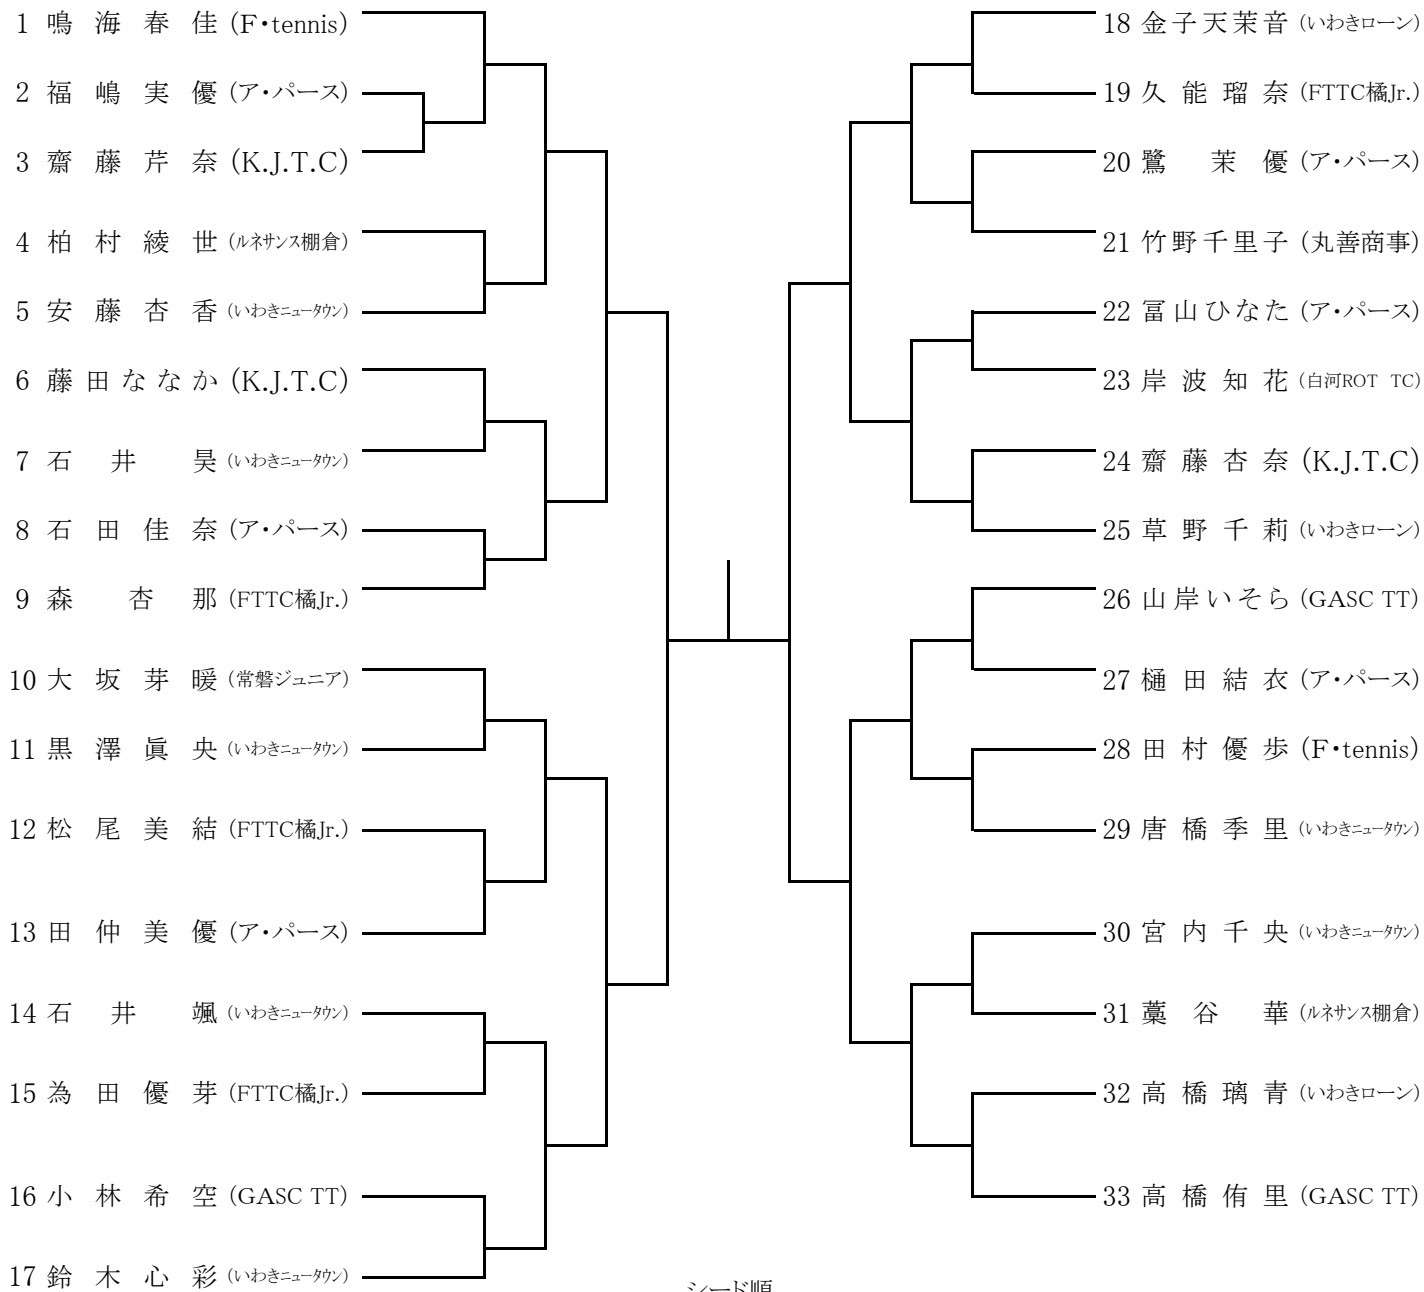 1 鳴海春佳 (F・tennis)
2 福嶋実優 (ア・パース)
3 齋藤芹奈 (K.J.T.C)
4 柏村綾世 (ルネサンス棚倉)
5 安藤杏香 (いわきニュータウン)
6 藤田ななか (K.J.T.C)
7 石井昊 (いわきニュータウン)
8 石田佳奈 (ア・パース)
9 森杏那 (FTTC橘Jr.)
10 大坂芽暖 (常磐ジュニア)
11 黒澤眞央 (いわきニュータウン)
12 松尾美結 (FTTC橘Jr.)
13 田仲美優 (ア・パース)
14 石井颯 (いわきニュータウン)
15 為田優芽 (FTTC橘Jr.)
16 小林希空 (GASC TT)
17 鈴木心彩 (いわきニュータウン)
18 金子天茉音 (いわきローン)
19 久能瑠奈 (FTTC橘Jr.)
20 鷺茉優 (ア・パース)
21 竹野千里子 (丸善商事)
22 冨山ひなた (ア・パース)
23 岸波知花 (白河ROT TC)
24 齋藤杏奈 (K.J.T.C)
25 草野千莉 (いわきローン)
26 山岸いそら (GASC TT)
27 樋田結衣 (ア・パース)
28 田村優歩 (F・tennis)
29 唐橋季里 (いわきニュータウン)
30 宮内千央 (いわきニュータウン)
31 藁谷華 (ルネサンス棚倉)
32 高橋璃青 (いわきローン)
33 高橋侑里 (GASC TT)
シード順